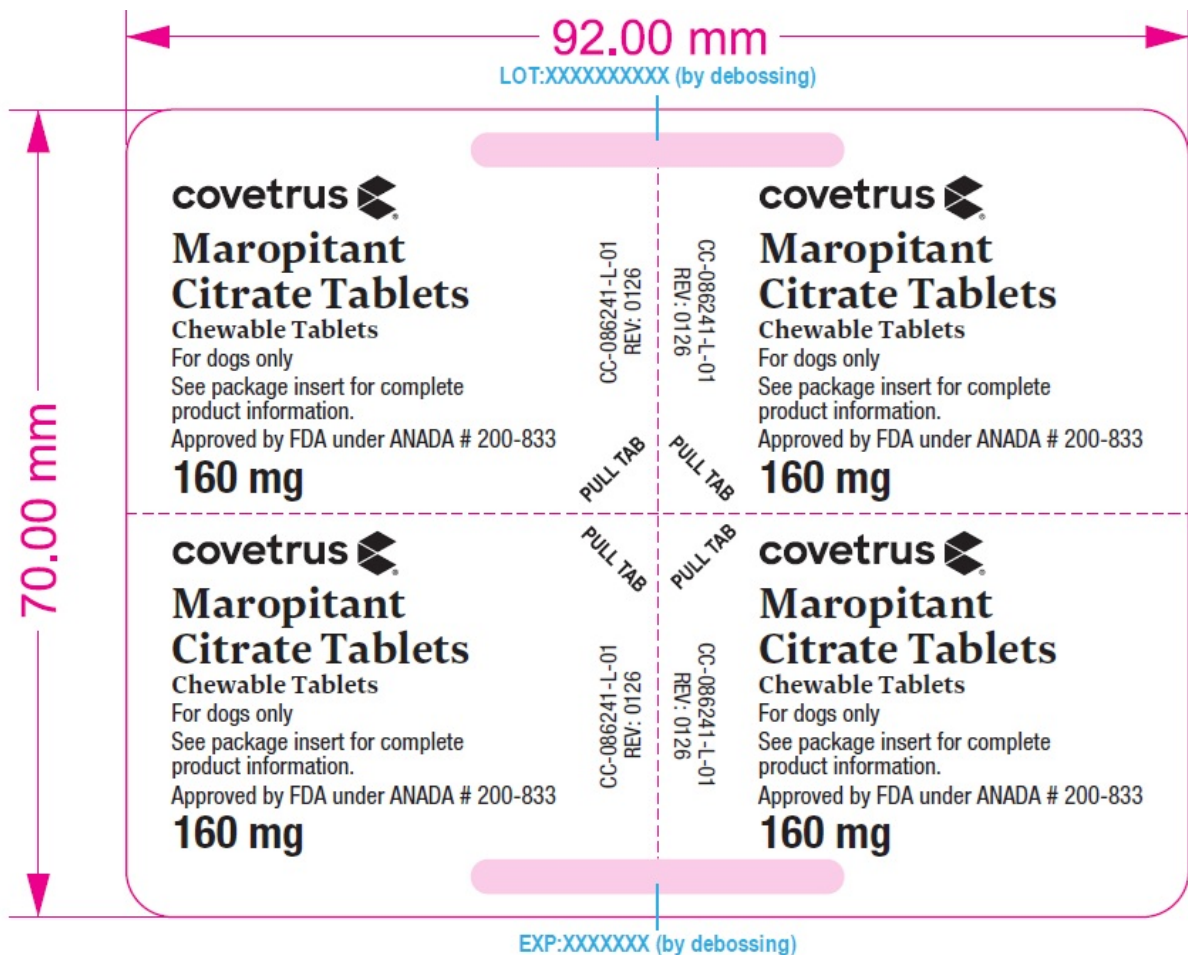 92.00 mm
LOT:XXXXXXXXXX (by debossing)
70.00 mm
covetrus®
Maropitant
Citrate Tablets
Chewable Tablets
For dogs only
See package insert for complete
product information.
Approved by FDA under ANADA # 200-833
160 mg
CC-086241-L-01
REV: 0126
PULL TAB
CC-086241-L-01
REV: 0126
PULL TAB
covetrus®
Maropitant
Citrate Tablets
Chewable Tablets
For dogs only
See package insert for complete
product information.
Approved by FDA under ANADA # 200-833
160 mg
covetrus®
Maropitant
Citrate Tablets
Chewable Tablets
For dogs only
See package insert for complete
product information.
Approved by FDA under ANADA # 200-833
160 mg
PULL TAB
CC-086241-L-01
REV: 0126
PULL TAB
CC-086241-L-01
REV: 0126
covetrus®
Maropitant
Citrate Tablets
Chewable Tablets
For dogs only
See package insert for complete
product information.
Approved by FDA under ANADA # 200-833
160 mg
EXP:XXXXXXX (by debossing)